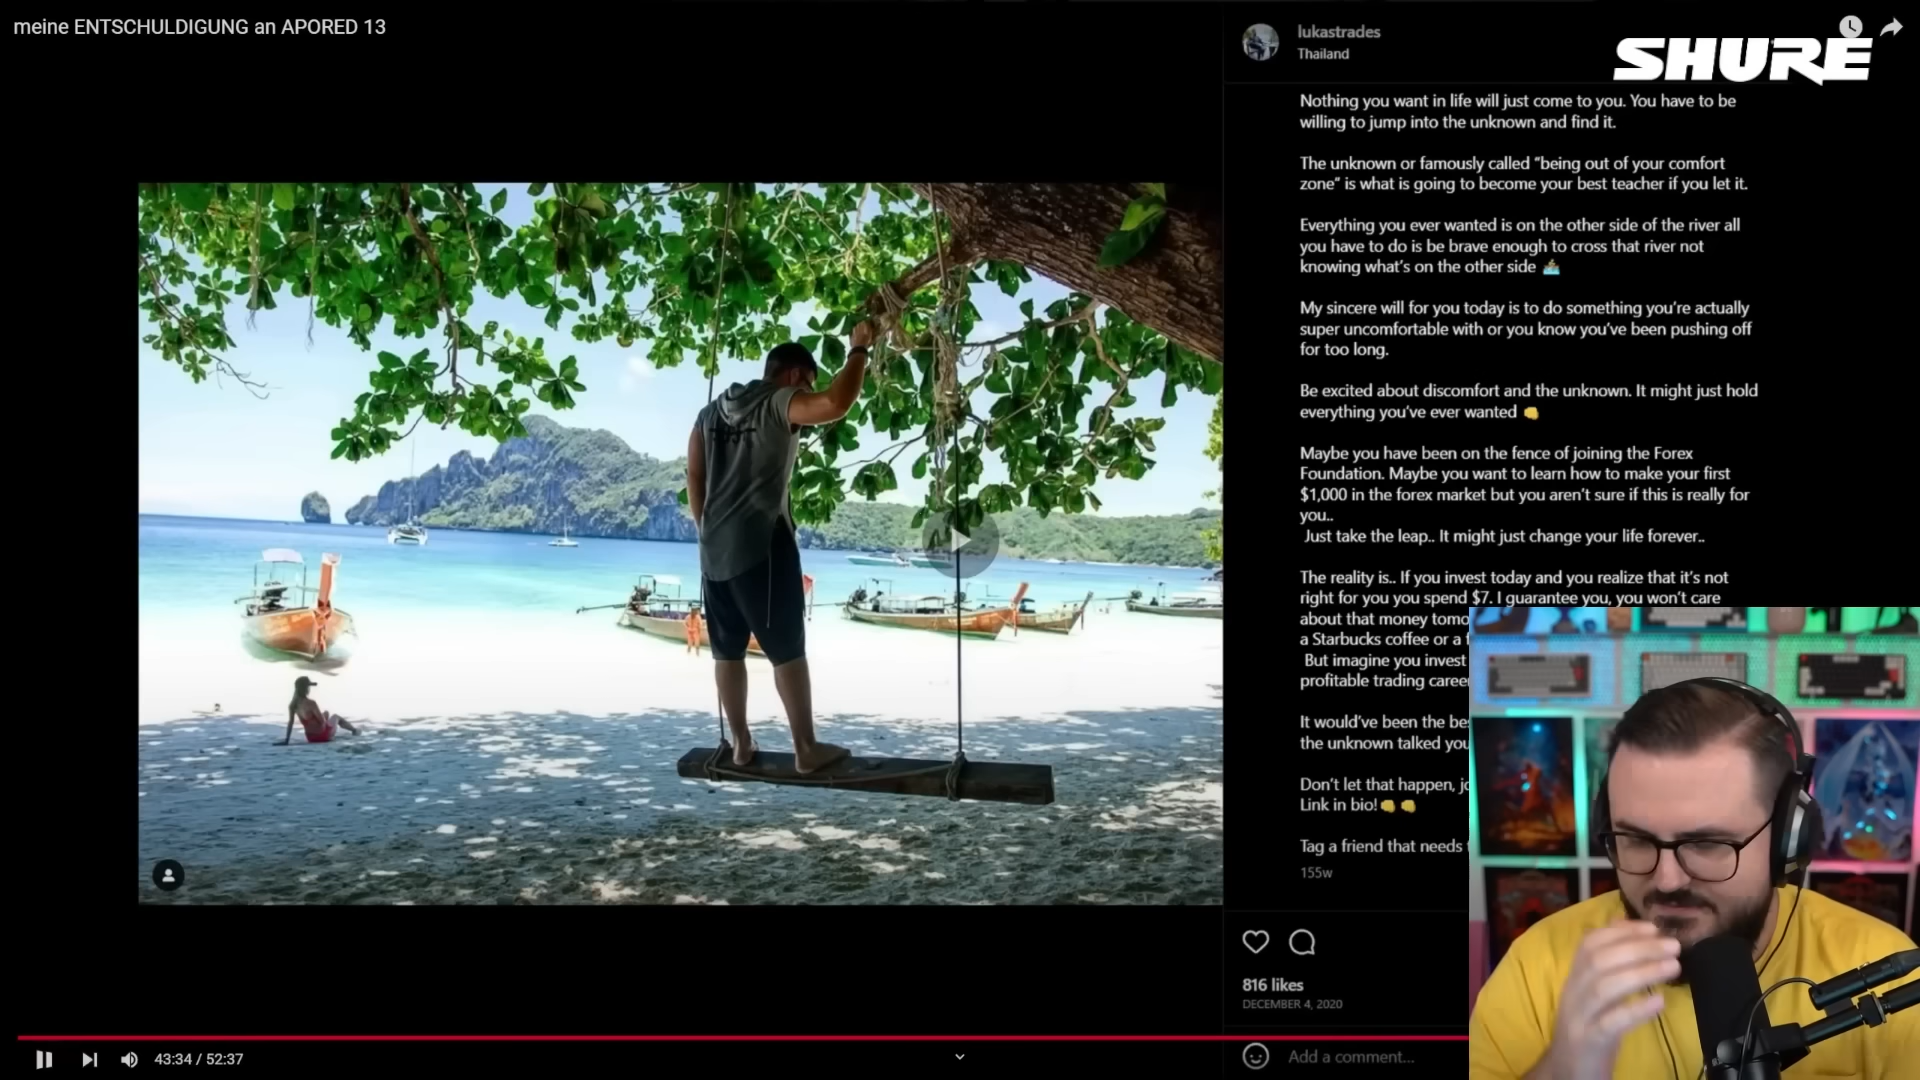 meine ENTSCHULDIGUNG an APORED 13
lukastrades
Thailand
SHURE
Nothing you want in life will just come to you. You have to be
willing to jump into the unknown and find it.
The unknown or famously called “being out of your comfort
zone” is what is going to become your best teacher if you let it.
Everything you ever wanted is on the other side of the river all
you have to do is be brave enough to cross that river not
knowing what’s on the other side
My sincere will for you today is to do something you’re actually
super uncomfortable with or you know you’ve been pushing off
for too long.
Be excited about discomfort and the unknown. It might just hold
everything you’ve ever wanted
Maybe you have been on the fence of joining the Forex
Foundation. Maybe you want to learn how to make your first
$1,000 in the forex market but you aren’t sure if this is really for
you..
Just take the leap.. It might just change your life forever..
The reality is.. If you invest today and you realize that it’s not
right for you you spend $7. I guarantee you, you won’t care
about that money tomo
a Starbucks coffee or a
But imagine you invest
profitable trading caree
It would’ve been the be
the unknown talked you
Don’t let that happen, jo
Link in bio!
Tag a friend that needs
155w
816 likes
DECEMBER 4, 2020
Add a comment...
43:34 / 52:37